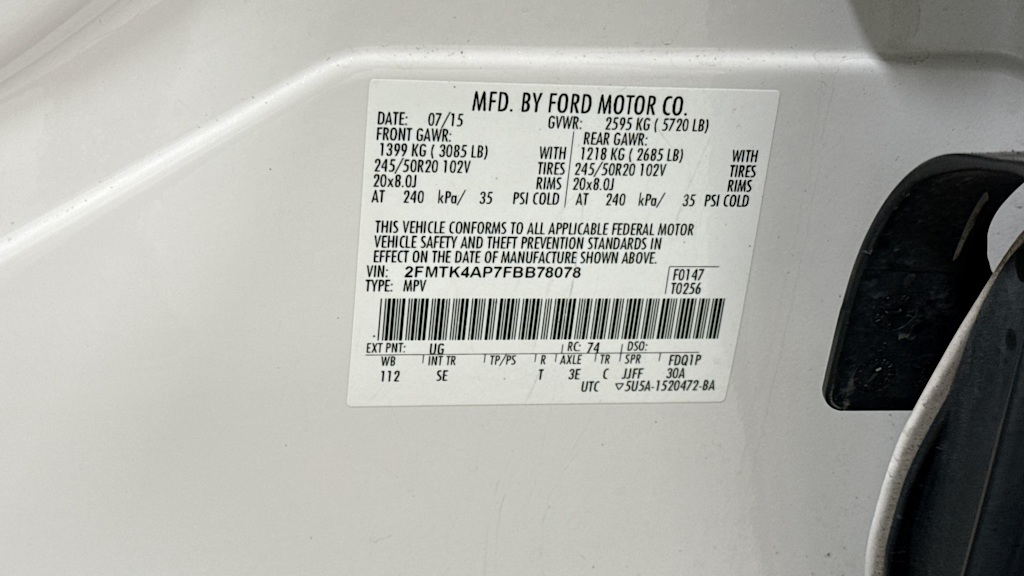 MFD. BY FORD MOTOR CO.
DATE: 07/15 GVWR: 2595 KG ( 5720 LB)
FRONT GAWR: REAR GAWR:
1399 KG ( 3085 LB) WITH 1218 KG ( 2685 LB) WITH
245/50R20 102V TIRES 245/50R20 102V TIRES
20x8.0J RIMS 20x8.0J RIMS
AT 240 kPa/ 35 PSI COLD AT 240 kPa/ 35 PSI COLD
THIS VEHICLE CONFORMS TO ALL APPLICABLE FEDERAL MOTOR
VEHICLE SAFETY AND THEFT PREVENTION STANDARDS IN
EFFECT ON THE DATE OF MANUFACTURE SHOWN ABOVE.
VIN: 2FMTK4AP7FBB78078 F0147
TYPE: MPV T0256
EXT PNT: UG RC: 74 DSO:
WB INT TR TP/PS R AXLE TR SPR FDQ1P
112 SE T 3E C JJFF 30A
UTC ▽5U5A-1520472-BA